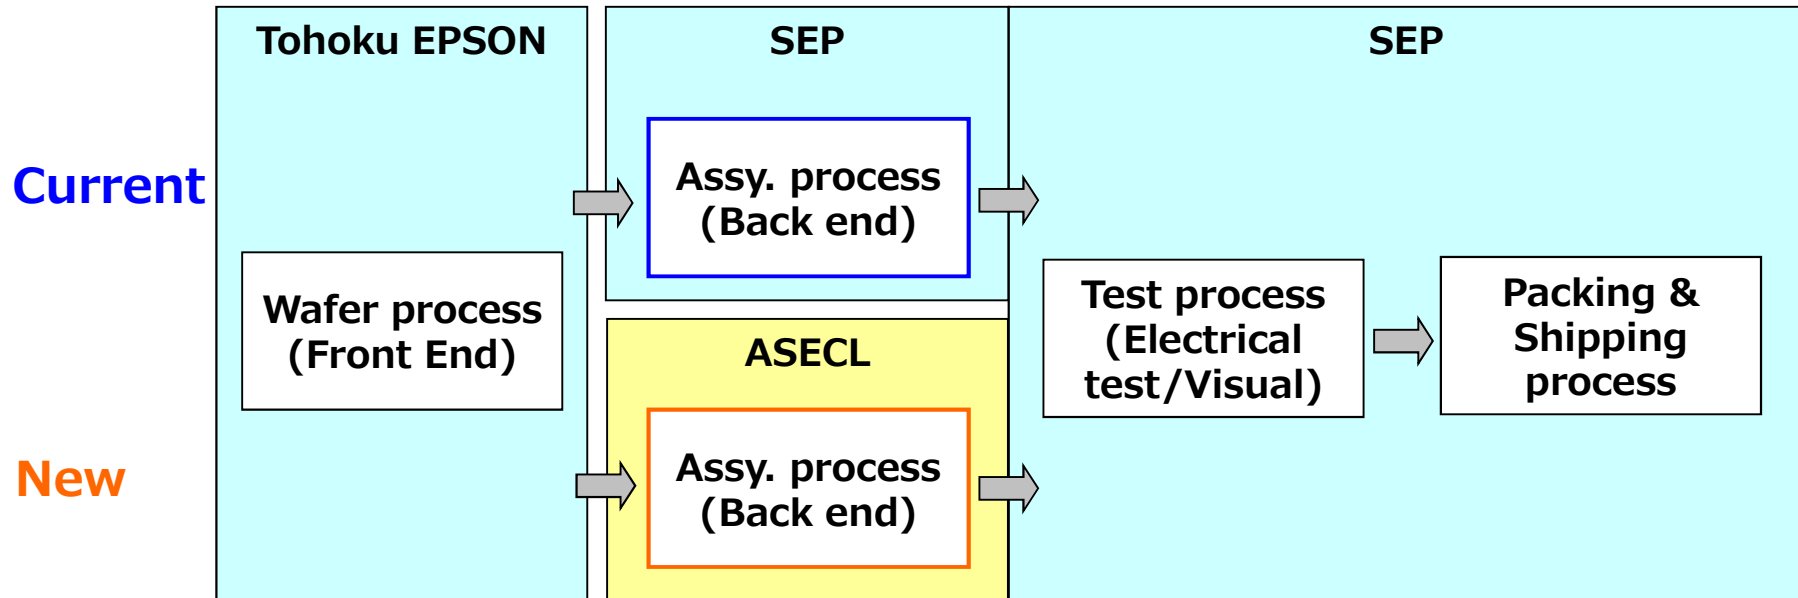 Tohoku EPSON
SEP
SEP
Current
Assy. process
(Back end)
Wafer process
(Front End)
Test process
(Electrical
test/Visual)
Packing &
Shipping
process
ASECL
New
Assy. process
(Back end)